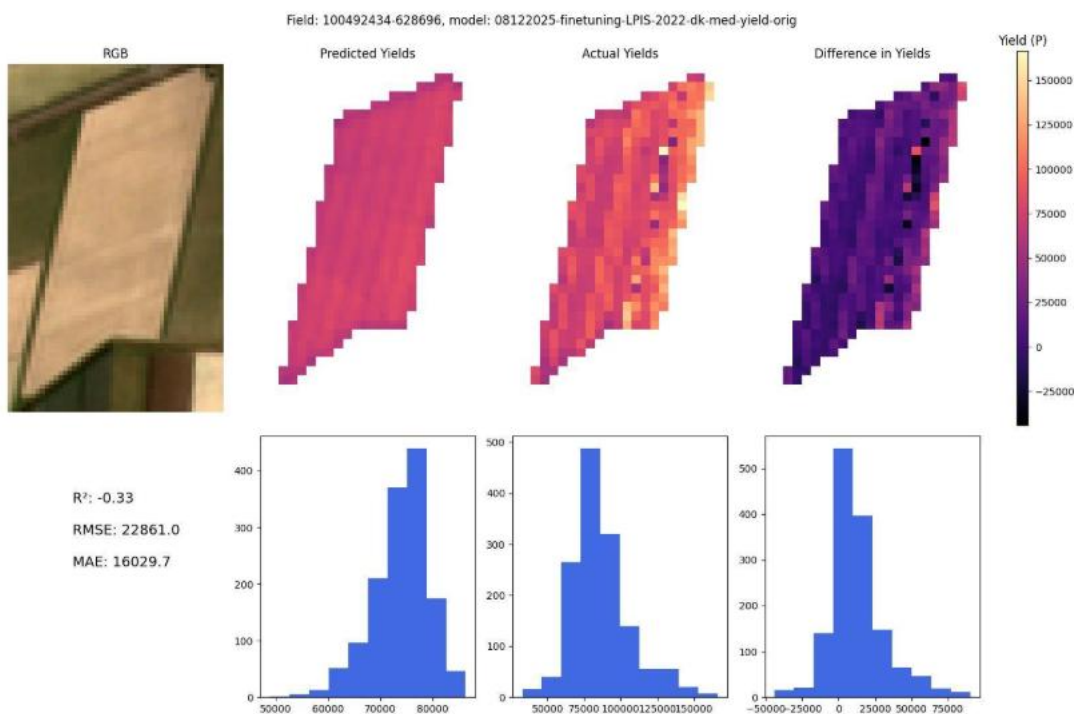 Field: 100492434-628696, model: 08122025-finetuning-LPIS-2022-dk-med-yield-orig
RGB
Predicted Yields
Actual Yields
Difference in Yields
Yield (P)
150000
125000
100000
75000
50000
25000
0
−25000
R²: -0.33
RMSE: 22861.0
MAE: 16029.7
400
300
200
100
0
50000 60000 70000 80000
500
400
300
200
100
0
50000 75000 100000 125000 150000
500
400
300
200
100
0
−50000 −25000 0 25000 50000 75000